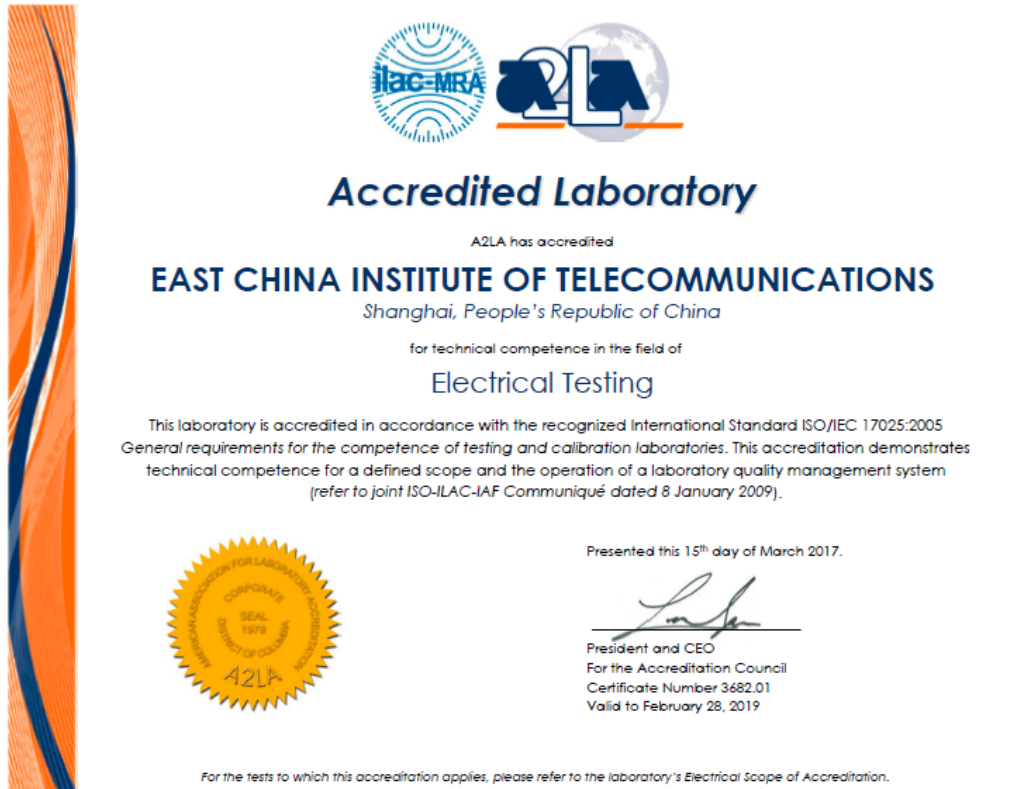 ilac-MRA
A2LA
Accredited Laboratory
A2LA has accredited
EAST CHINA INSTITUTE OF TELECOMMUNICATIONS
Shanghai, People's Republic of China
for technical competence in the field of
Electrical Testing
This laboratory is accredited in accordance with the recognized International Standard ISO/IEC 17025:2005
General requirements for the competence of testing and calibration laboratories. This accreditation demonstrates
technical competence for a defined scope and the operation of a laboratory quality management system
(refer to joint ISO-ILAC-IAF Communiqué dated 8 January 2009).
AMERICAN ASSOCIATION FOR LABORATORY ACCREDITATION
CORPORATE
SEAL
1978
DISTRICT OF COLUMBIA
A2LA
Presented this 15th day of March 2017.
President and CEO
For the Accreditation Council
Certificate Number 3682.01
Valid to February 28, 2019
For the tests to which this accreditation applies, please refer to the laboratory's Electrical Scope of Accreditation.